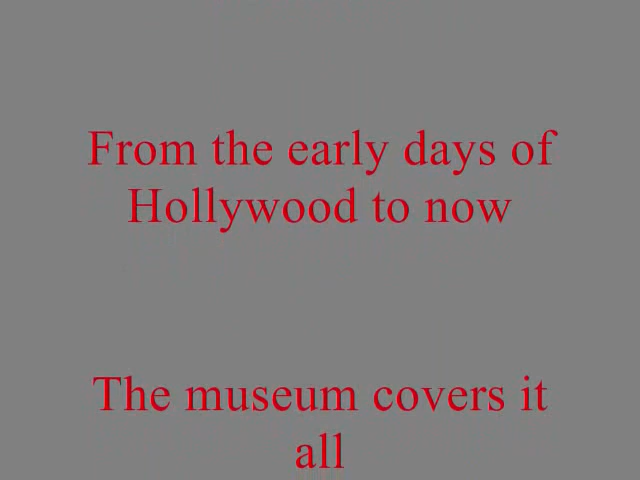 From the early days of
Hollywood to now
The museum covers it
all